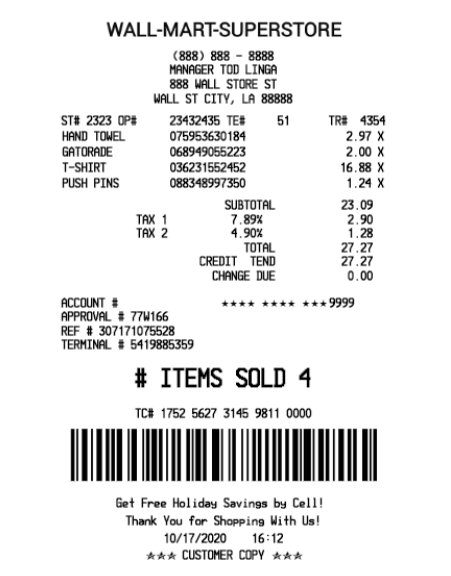 WALL-MART-SUPERSTORE
(888) 888 - 8888
MANAGER TOD LINGA
888 WALL STORE ST
WALL ST CITY, LA 88888
ST# 2323 OP# 23432435 TE# 51 TR# 4354
HAND TOWEL 075953630184 2.97 X
GATORADE 068949055223 2.00 X
T-SHIRT 036231552452 16.88 X
PUSH PINS 088348997350 1.24 X
SUBTOTAL 23.09
TAX 1 7.89% 2.90
TAX 2 4.90% 1.28
TOTAL 27.27
CREDIT TEND 27.27
CHANGE DUE 0.00
ACCOUNT # **** **** ***9999
APPROVAL # 77W166
REF # 307171075528
TERMINAL # 5419885359
# ITEMS SOLD 4
TC# 1752 5627 3145 9811 0000
Get Free Holiday Savings by Cell!
Thank You for Shopping With Us!
10/17/2020 16:12
*** CUSTOMER COPY ***